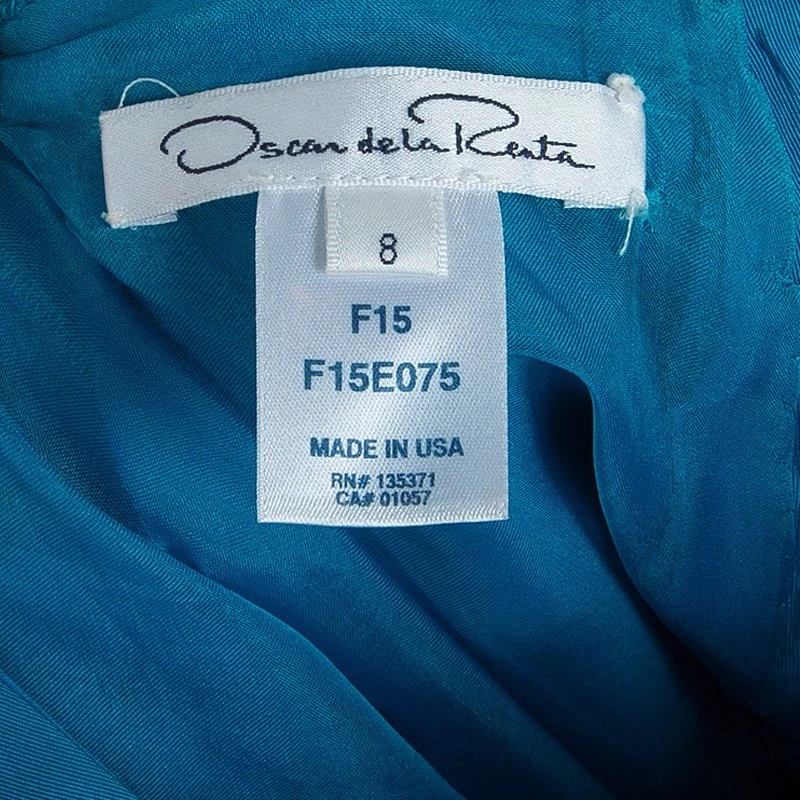 Oscar de la Renta
8
F15
F15E075
MADE IN USA
RN# 135371
CA# 01057